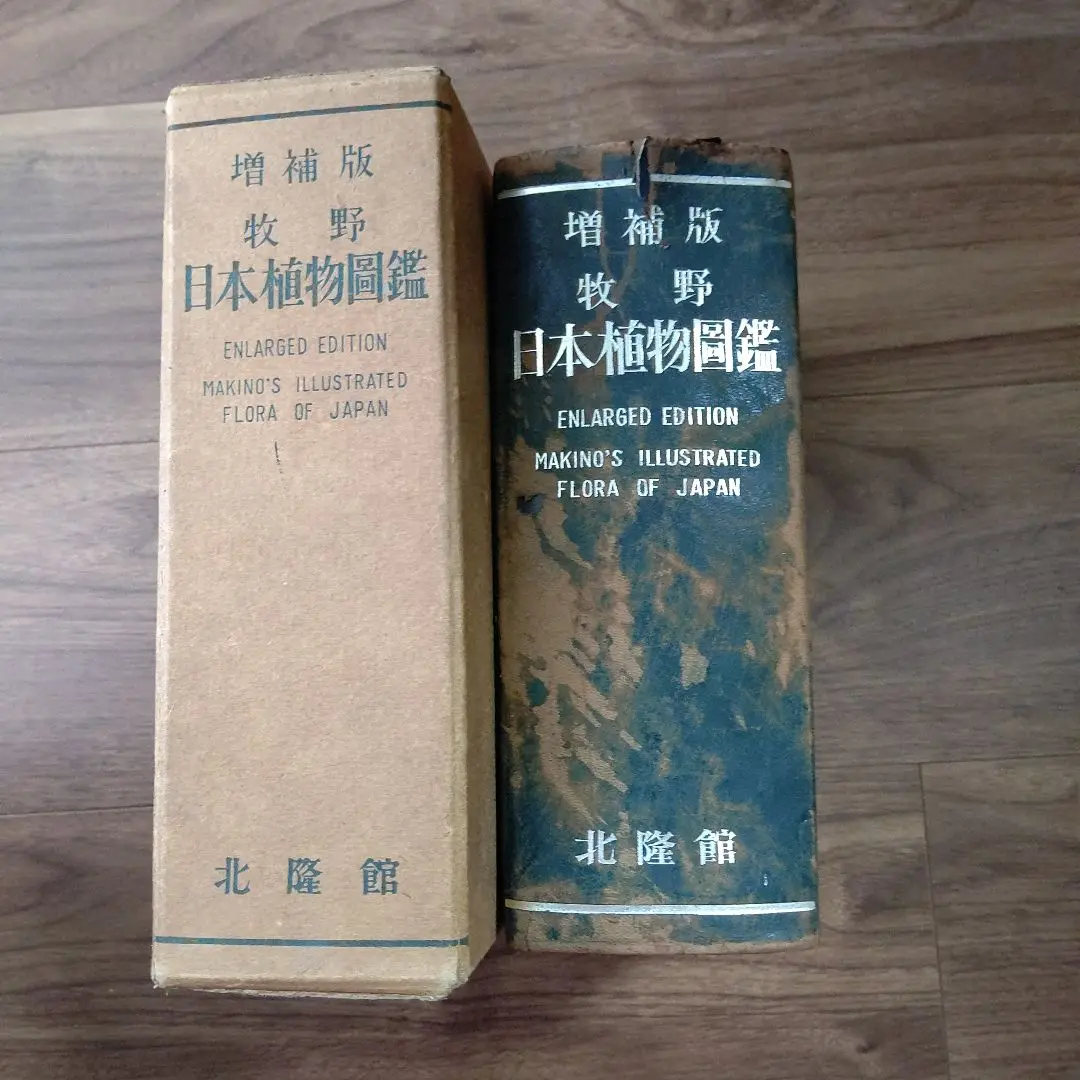 増補版
牧野
日本植物圖鑑
ENLARGED EDITION
MAKINO'S ILLUSTRATED
FLORA OF JAPAN
北隆館
増補版
牧野
日本植物圖鑑
ENLARGED EDITION
MAKINO'S ILLUSTRATED
FLORA OF JAPAN
北隆館